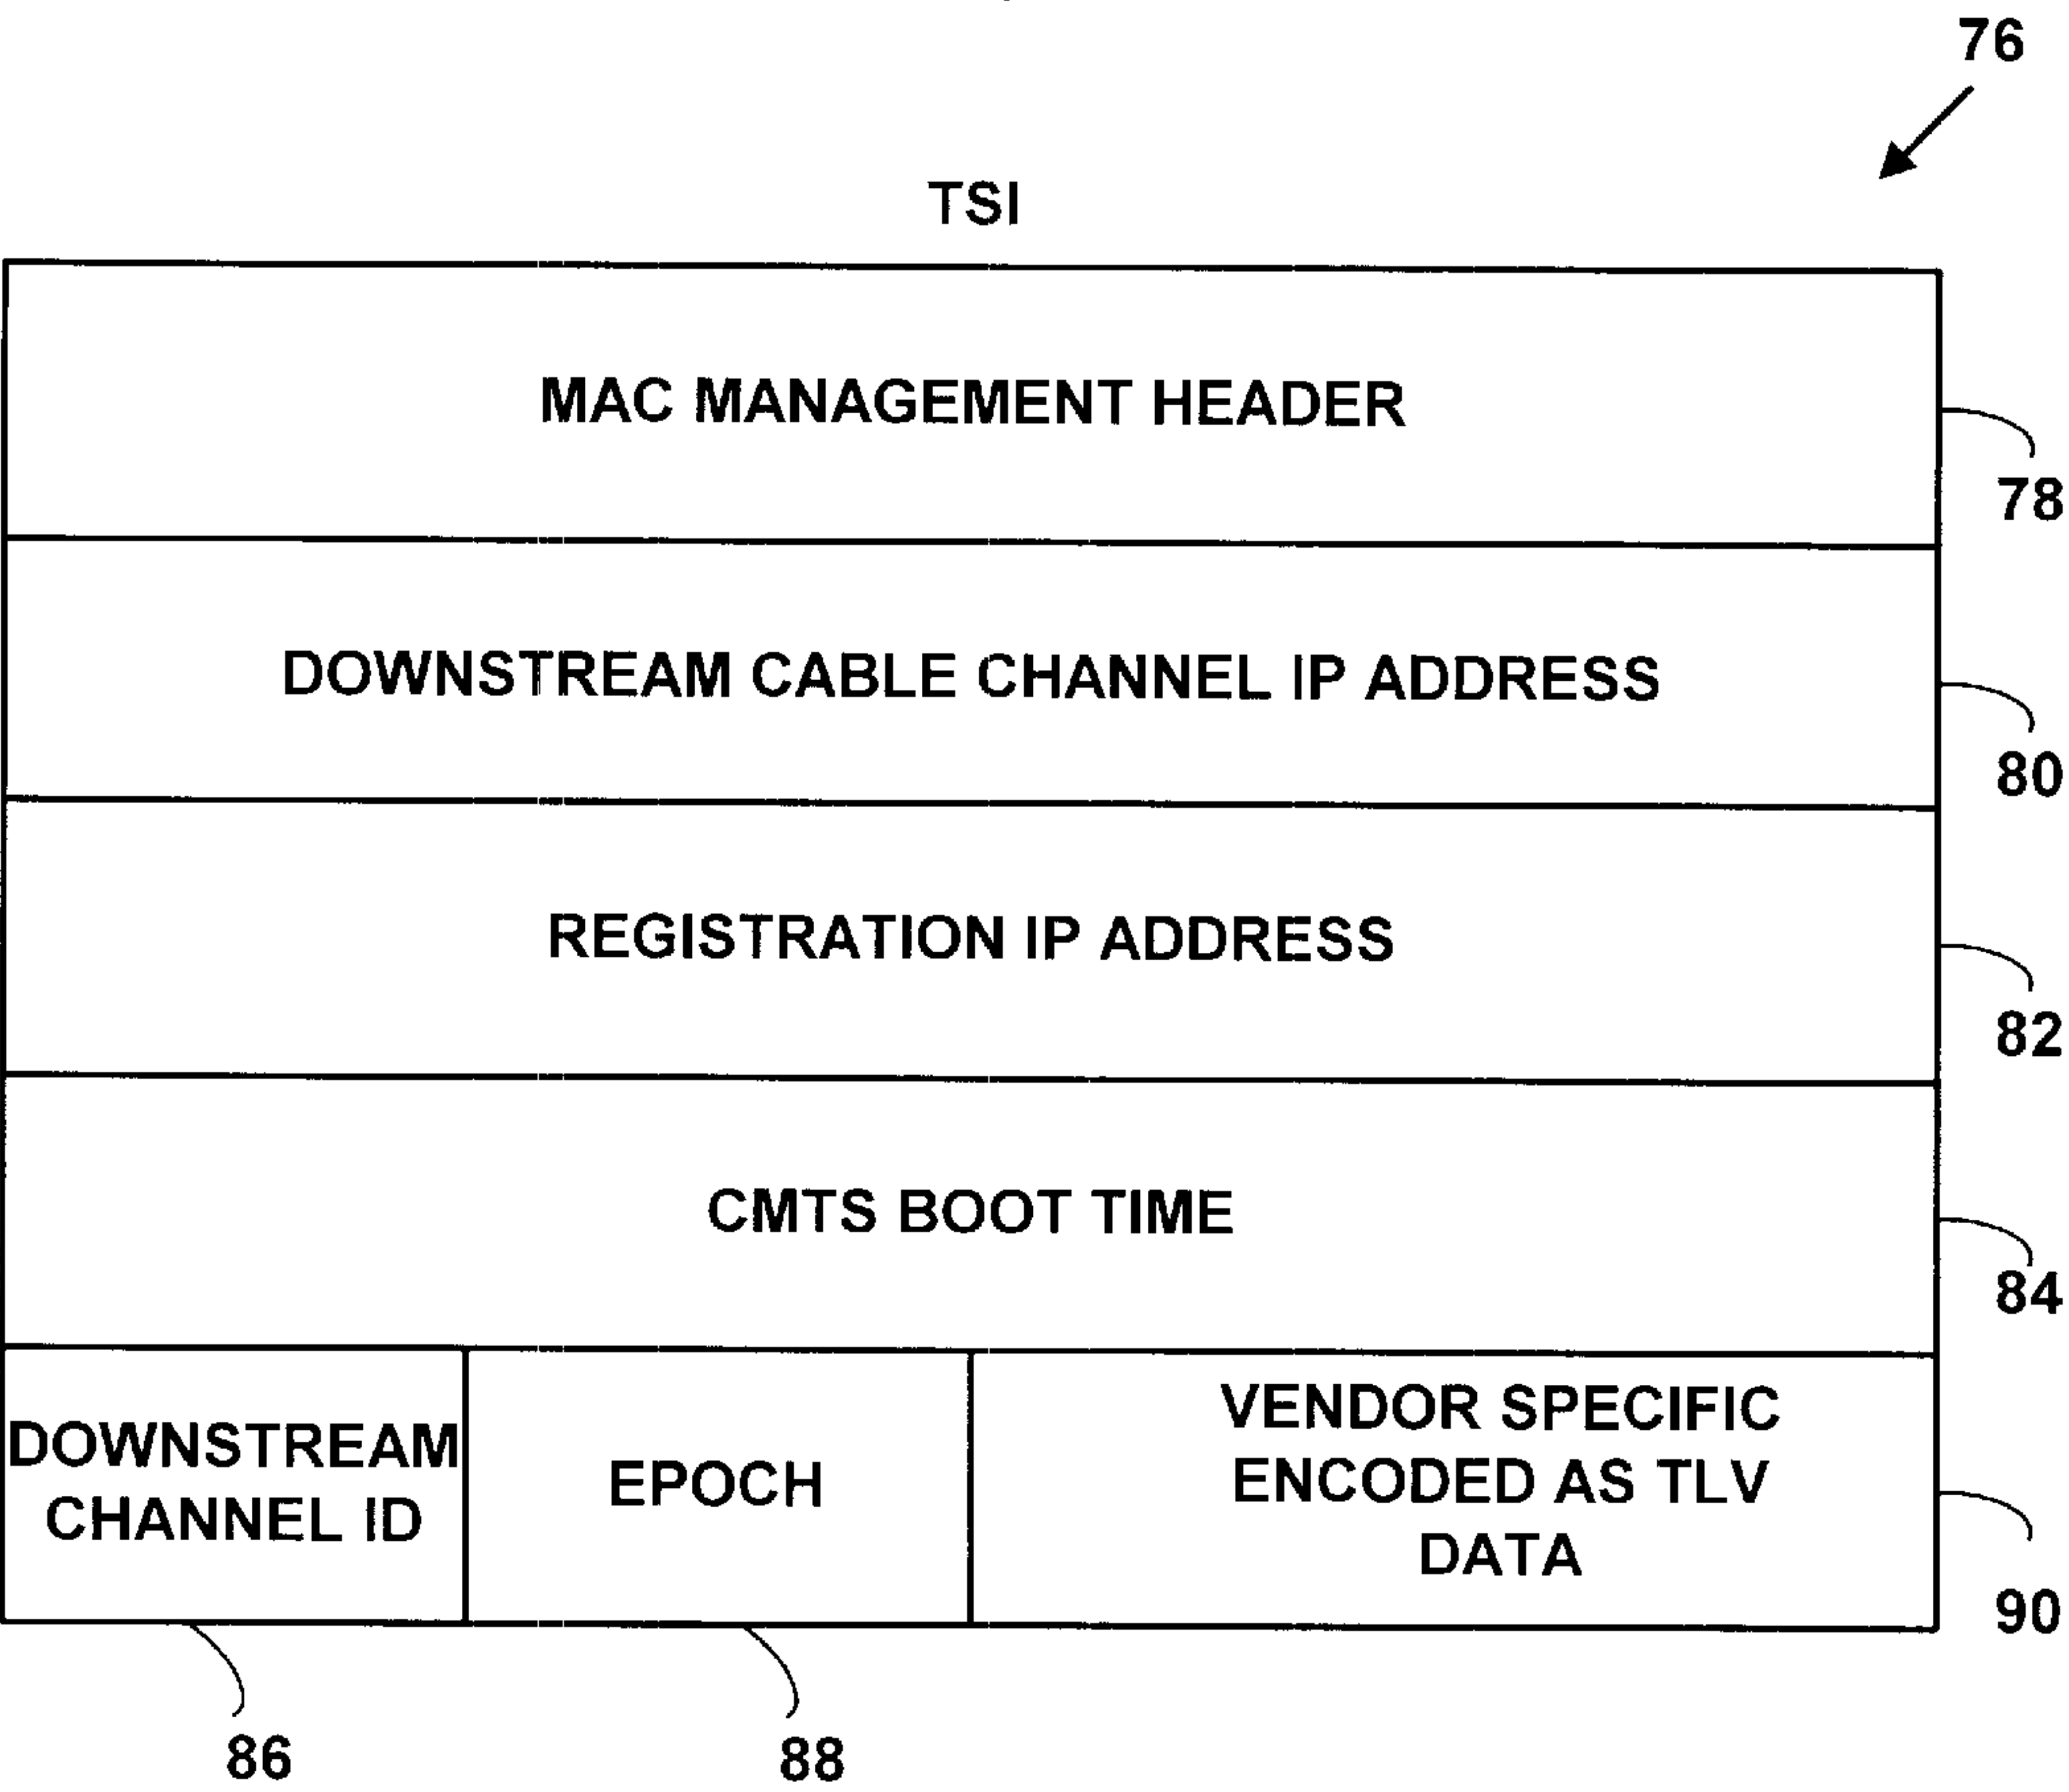 76
TSI
MAC MANAGEMENT HEADER
78
DOWNSTREAM CABLE CHANNEL IP ADDRESS
80
REGISTRATION IP ADDRESS
82
CMTS BOOT TIME
84
DOWNSTREAM
CHANNEL ID
EPOCH
VENDOR SPECIFIC
ENCODED AS TLV
DATA
90
86
88